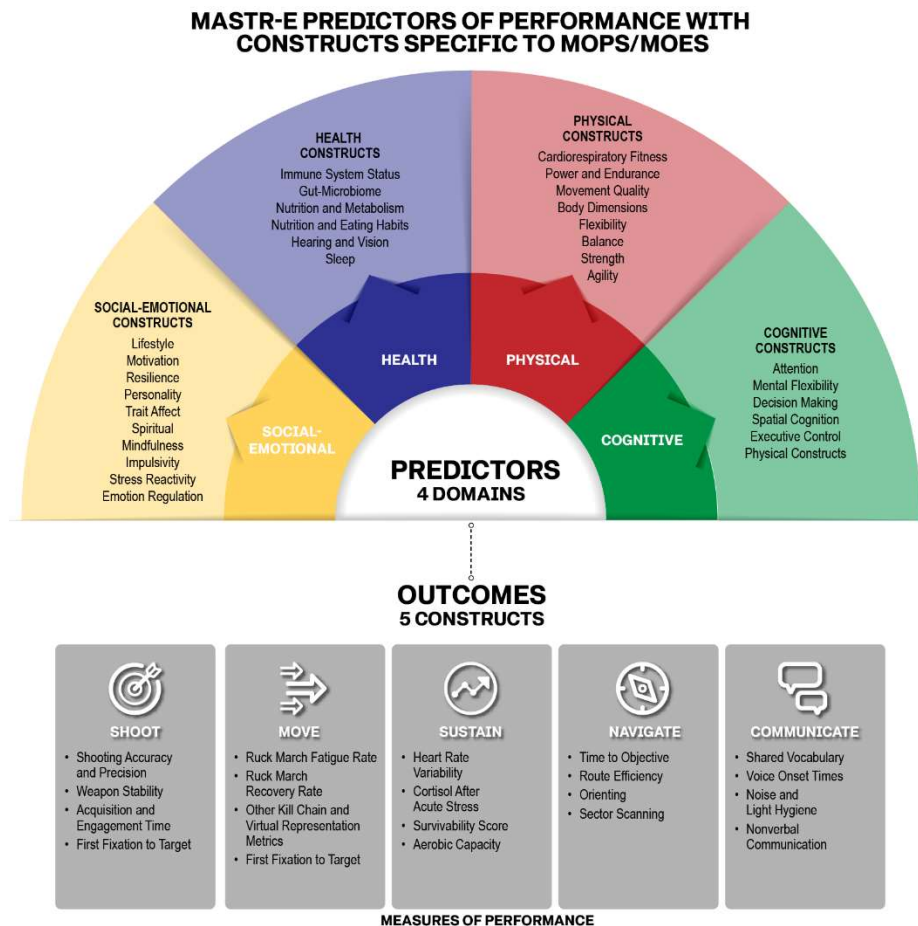 MASTR-E PREDICTORS OF PERFORMANCE WITH
CONSTRUCTS SPECIFIC TO MOPS/MOES
SOCIAL-EMOTIONAL
CONSTRUCTS
Lifestyle
Motivation
Resilience
Personality
Trait Affect
Spiritual
Mindfulness
Impulsivity
Stress Reactivity
Emotion Regulation
HEALTH
CONSTRUCTS
Immune System Status
Gut-Microbiome
Nutrition and Metabolism
Nutrition and Eating Habits
Hearing and Vision
Sleep
PHYSICAL
CONSTRUCTS
Cardiorespiratory Fitness
Power and Endurance
Movement Quality
Body Dimensions
Flexibility
Balance
Strength
Agility
COGNITIVE
CONSTRUCTS
Attention
Mental Flexibility
Decision Making
Spatial Cognition
Executive Control
Physical Constructs
SOCIAL-
EMOTIONAL
HEALTH
PHYSICAL
COGNITIVE
PREDICTORS
4 DOMAINS
OUTCOMES
5 CONSTRUCTS
SHOOT
• Shooting Accuracy
and Precision
• Weapon Stability
• Acquisition and
Engagement Time
• First Fixation to Target
MOVE
• Ruck March Fatigue Rate
• Ruck March
Recovery Rate
• Other Kill Chain and
Virtual Representation
Metrics
• First Fixation to Target
SUSTAIN
• Heart Rate
Variability
• Cortisol After
Acute Stress
• Survivability Score
• Aerobic Capacity
NAVIGATE
• Time to Objective
• Route Efficiency
• Orienting
• Sector Scanning
COMMUNICATE
• Shared Vocabulary
• Voice Onset Times
• Noise and
Light Hygiene
• Nonverbal
Communication
MEASURES OF PERFORMANCE